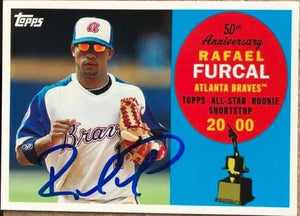 Topps
50th
Anniversary
RAFAEL
FURCAL
ATLANTA BRAVES™
TOPPS ALL-STAR ROOKIE
SHORTSTOP
20 00
Braves